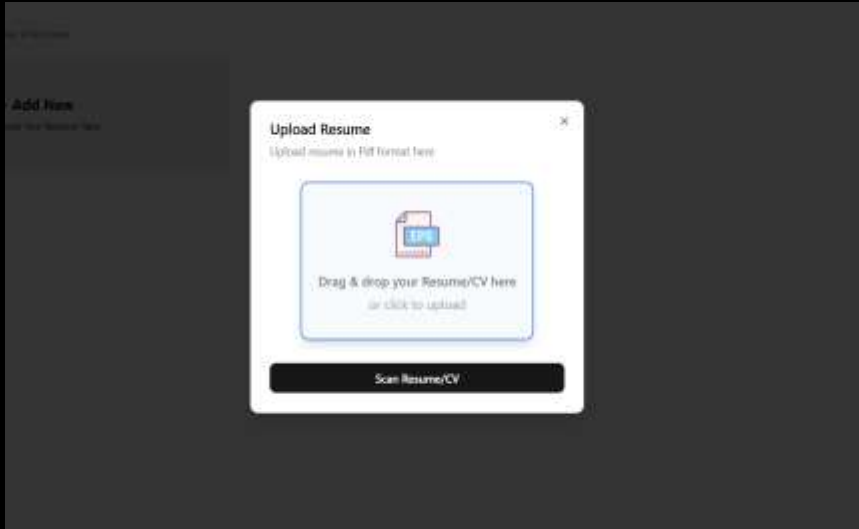 Add New
Upload Resume
Upload resume in Pdf format here
EPS
Drag & drop your Resume/CV here
or click to upload
Scan Resume/CV